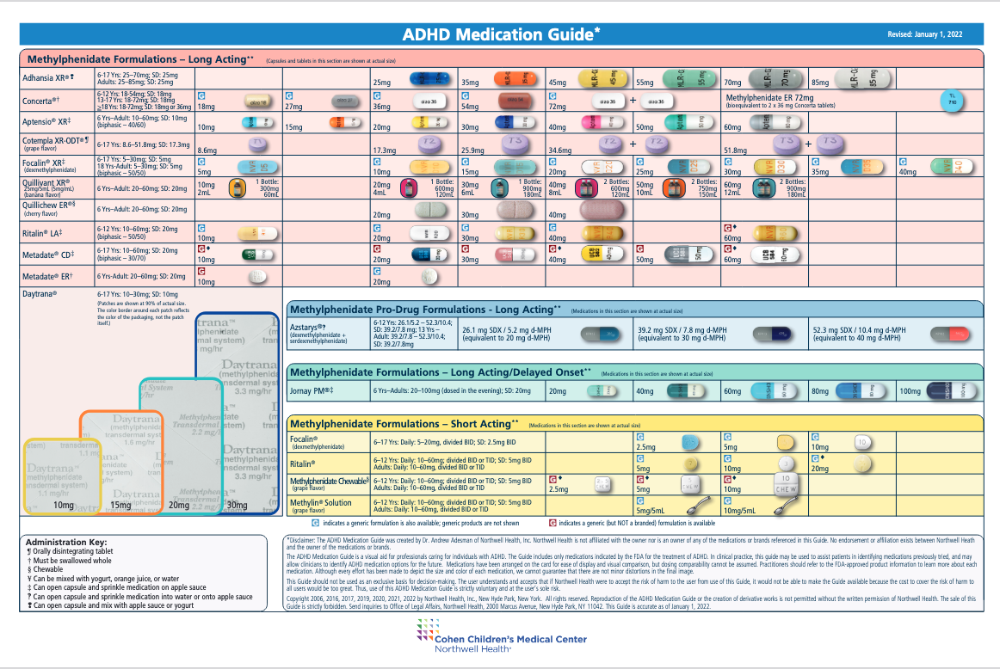 ADHD Medication Guide*
Revised: January 1, 2022
Methylphenidate Formulations – Long Acting** (Capsules and tablets in this section are shown at actual size)
Adhansia XR®❢
6-17 Yrs: 25–70mg; SD: 25mg
Adults: 25–85mg; SD: 25mg
25mg 35mg 45mg 55mg 70mg 85mg
Concerta®†
6-12 Yrs: 18-54mg; SD: 18mg
13-17 Yrs: 18-72mg; SD: 18mg
≥18 Yrs: 18-72mg; SD: 18mg or 36mg
G G G G G
18mg 27mg 36mg 54mg 72mg
+
Methylphenidate ER 72mg
(bioequivalent to 2 x 36 mg Concerta tablets)
Aptensio XR‡
6 Yrs–Adult: 10–60mg; SD: 10mg
(biphasic – 40/60)
10mg 15mg 20mg 30mg 40mg 50mg 60mg
Cotempla XR-ODT®¶
(grape flavor)
6-17 Yrs: 8.6–51.8mg; SD: 17.3mg
8.6mg 17.3mg 25.9mg 34.6mg 51.8mg
T1 T2 T3 T2 + T2 T3 + T3
Focalin® XR‡
(dexmethylphenidate)
6-17 Yrs: 5–30mg; SD: 5mg
18 Yrs-Adult: 5–30mg; SD: 5mg
(biphasic – 50/50)
G G G G G G G G
5mg 10mg 15mg 20mg 25mg 30mg 35mg 40mg
Quillivant XR®
25mg/5mL (5mg/mL)
(banana flavor)
6 Yrs–Adult: 20–60mg; SD: 20mg
10mg
2mL
1 Bottle:
300mg
60mL
20mg
4mL
1 Bottle:
600mg
120mL
30mg
6mL
1 Bottle:
900mg
180mL
40mg
8mL
2 Bottles:
600mg
120mL
50mg
10mL
2 Bottles:
750mg
150mL
60mg
12mL
2 Bottles:
900mg
180mL
Quillichew ER®§
(cherry flavor)
6 Yrs–Adult: 20–60mg; SD: 20mg
20mg 30mg 40mg
Ritalin® LA‡
6-12 Yrs: 10–60mg; SD: 20mg
(biphasic – 50/50)
G G G G G♦
10mg 20mg 30mg 40mg 60mg
Metadate® CD‡
6-17 Yrs: 10–60mg; SD: 20mg
(biphasic – 30/70)
G♦ G G G♦ G G♦
10mg 20mg 30mg 40mg 50mg 60mg
Metadate® ER†
6 Yrs-Adult: 20–60mg; SD: 20mg
G G
10mg 20mg
Daytrana®
6-17 Yrs: 10–30mg; SD: 10mg
(Patches are shown at 90% of actual size.
The color border around each patch reflects
the color of the packaging, not the patch
itself.)
10mg 15mg 20mg 30mg
Methylphenidate Pro-Drug Formulations - Long Acting** (Medications in this section are shown at actual size)
Azstarys®‽
(dexmethylphenidate +
serdexmethylphenidate)
6-12 Yrs: 26.1/5.2 – 52.3/10.4;
SD: 39.2/7.8 mg; 13 Yrs –
Adult: 39.2/7.8 – 52.3/10.4;
SD: 39.2/7.8mg
26.1 mg SDX / 5.2 mg d-MPH
(equivalent to 20 mg d-MPH)
39.2 mg SDX / 7.8 mg d-MPH
(equivalent to 30 mg d-MPH)
52.3 mg SDX / 10.4 mg d-MPH
(equivalent to 40 mg d-MPH)
Methylphenidate Formulations – Long Acting/Delayed Onset** (Medications in this section are shown at actual size)
Jornay PM®‡
6 Yrs–Adults: 20–100mg (dosed in the evening); SD: 20mg
20mg 40mg 60mg 80mg 100mg
Methylphenidate Formulations – Short Acting** (Medications in this section are shown at actual size)
Focalin®
(dexmethylphenidate)
6–17 Yrs: Daily: 5–20mg, divided BID; SD: 2.5mg BID
G G G
2.5mg 5mg 10mg
Ritalin®
6–12 Yrs: Daily: 10–60mg; divided BID or TID; SD: 5mg BID
Adults: Daily: 10–60mg, divided BID or TID
G G G♦
5mg 10mg 20mg
Methylphenidate Chewable§
(grape flavor)
6–12 Yrs: Daily: 10–60mg; divided BID or TID; SD: 5mg BID
Adults: Daily: 10–60mg, divided BID or TID
G♦ G♦ G♦
2.5mg 5mg 10mg
Methylin® Solution
(grape flavor)
6–12 Yrs: Daily: 10–60mg; divided BID or TID; SD: 5mg BID
Adults: Daily: 10–60mg, divided BID or TID
G G
5mg/5mL 10mg/5mL
G indicates a generic formulation is also available; generic products are not shown
G indicates a generic (but NOT a branded) formulation is available
Administration Key:
¶ Orally disintegrating tablet
† Must be swallowed whole
§ Chewable
¥ Can be mixed with yogurt, orange juice, or water
‡ Can open capsule and sprinkle medication on apple sauce
‽ Can open capsule and sprinkle medication into water or onto apple sauce
❢ Can open capsule and mix with apple sauce or yogurt
*Disclaimer: The ADHD Medication Guide was created by Dr. Andrew Adesman of Northwell Health, Inc. Northwell Health is not affiliated with the owner nor is an owner of any of the medications or brands referenced in this Guide. No endorsement or affiliation exists between Northwell Heath
and the owner of the medications or brands.
The ADHD Medication Guide is a visual aid for professionals caring for individuals with ADHD. The Guide includes only medications indicated by the FDA for the treatment of ADHD. In clinical practice, this guide may be used to assist patients in identifying medications previously tried, and may
allow clinicians to identify ADHD medication options for the future. Medications have been arranged on the card for ease of display and visual comparison, but dosing comparability cannot be assumed. Practitioners should refer to the FDA-approved product information to learn more about each
medication. Although every effort has been made to depict the size and color of each medication, we cannot guarantee that there are not minor distortions in the final image.
This Guide should not be used as an exclusive basis for decision-making. The user understands and accepts that if Northwell Health were to accept the risk of harm to the user from use of this Guide, it would not be able to make the Guide available because the cost to cover the risk of harm to
all users would be too great. Thus, use of this ADHD Medication Guide is strictly voluntary and at the user's sole risk.
Copyright 2006, 2016, 2017, 2019, 2020, 2021, 2022 by Northwell Health, Inc., New Hyde Park, New York. All rights reserved. Reproduction of the ADHD Medication Guide or the creation of derivative works is not permitted without the written permission of Northwell Health. The sale of this
Guide is strictly forbidden. Send inquiries to Office of Legal Affairs, Northwell Health, 2000 Marcus Avenue, New Hyde Park, NY 11042. This Guide is accurate as of January 1, 2022.
Cohen Children's Medical Center
Northwell Health®